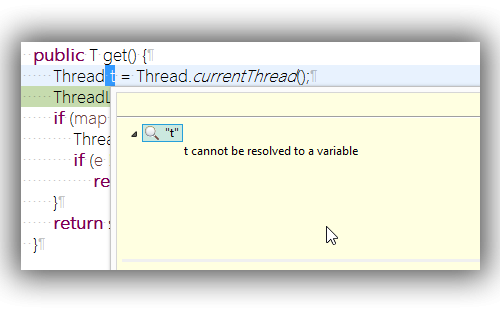 public T get() {¶
Thread t = Thread.currentThread();¶
ThreadL
if (map
Threa
if (e
re
}¶
return s
}¶
"t"
t cannot be resolved to a variable